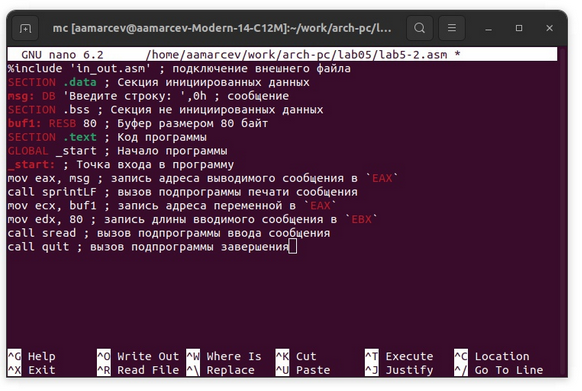 mc [aamarcev@aamarcev-Modern-14-C12M]:~/work/arch-pc/l...
GNU nano 6.2 /home/aamarcev/work/arch-pc/lab05/lab5-2.asm *
%include 'in_out.asm' ; подключение внешнего файла
SECTION .data ; Секция инициированных данных
msg: DB 'Введите строку: ',0h ; сообщение
SECTION .bss ; Секция не инициированных данных
buf1: RESB 80 ; Буфер размером 80 байт
SECTION .text ; Код программы
GLOBAL _start ; Начало программы
_start: ; Точка входа в программу
mov eax, msg ; запись адреса выводимого сообщения в `EAX`
call sprintLF ; вызов подпрограммы печати сообщения
mov ecx, buf1 ; запись адреса переменной в `EAX`
mov edx, 80 ; запись длины вводимого сообщения в `EBX`
call sread ; вызов подпрограммы ввода сообщения
call quit ; вызов подпрограммы завершения
^G Help ^O Write Out ^W Where Is ^K Cut ^T Execute ^C Location
^X Exit ^R Read File ^\ Replace ^U Paste ^J Justify ^/ Go To Line